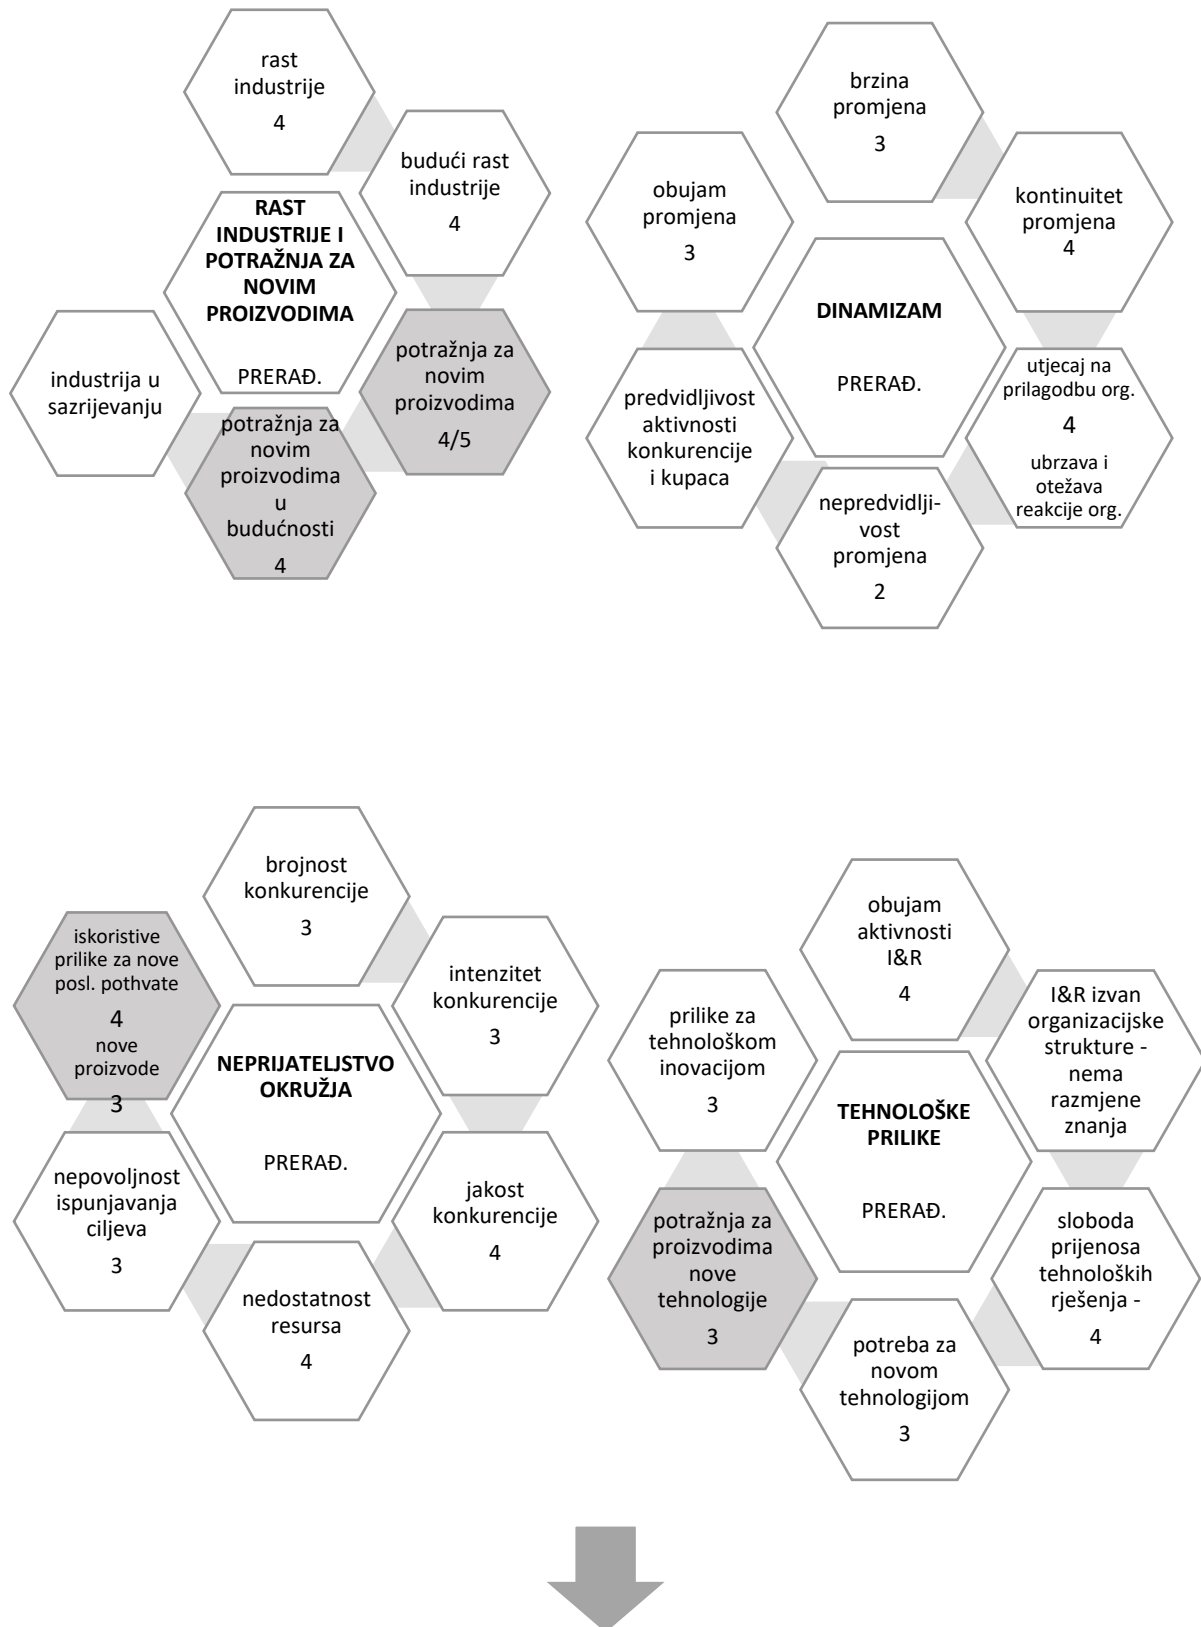 rast
industrije
4
budući rast
industrije
4
RAST
INDUSTRIJE I
POTRAŽNJA ZA
NOVIM
PROIZVODIMA
PRERAĐ.
potražnja za
novim
proizvodima
4/5
potražnja za
novim
proizvodima
u
budućnosti
4
industrija u
sazrijevanju
brzina
promjena
3
kontinuitet
promjena
4
DINAMIZAM
PRERAĐ.
utjecaj na
prilagodbu org.
4
ubrzava i
otežava
reakcije org.
nepredvidlji-
vost
promjena
2
predvidljivost
aktivnosti
konkurencije
i kupaca
obujam
promjena
3
brojnost
konkurencije
3
intenzitet
konkurencije
3
NEPRIJATELJSTVO
OKRUŽJA
PRERAĐ.
jakost
konkurencije
4
nedostatnost
resursa
4
nepovoljnost
ispunjavanja
ciljeva
3
iskoristive
prilike za nove
posl. pothvate
4
nove
proizvode
3
obujam
aktivnosti
I&R
4
I&R izvan
organizacijske
strukture -
nema
razmjene
znanja
TEHNOLOŠKE
PRILIKE
PRERAĐ.
sloboda
prijenosa
tehnoloških
rješenja -
4
potreba za
novom
tehnologijom
3
potražnja za
proizvodima
nove
tehnologije
3
prilike za
tehnološkom
inovacijom
3